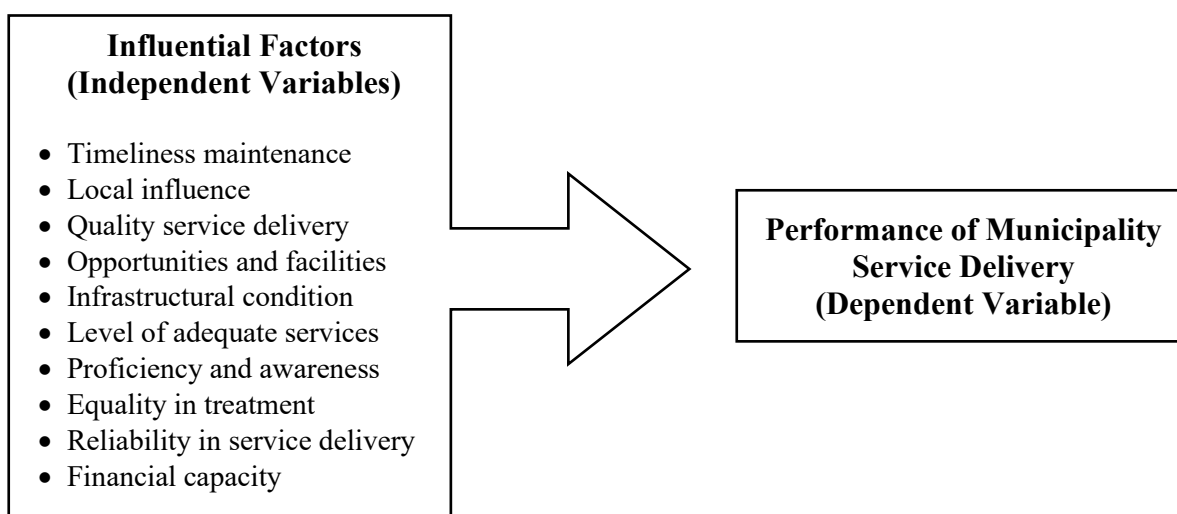 Influential Factors
(Independent Variables)
• Timeliness maintenance
• Local influence
• Quality service delivery
• Opportunities and facilities
• Infrastructural condition
• Level of adequate services
• Proficiency and awareness
• Equality in treatment
• Reliability in service delivery
• Financial capacity
Performance of Municipality
Service Delivery
(Dependent Variable)